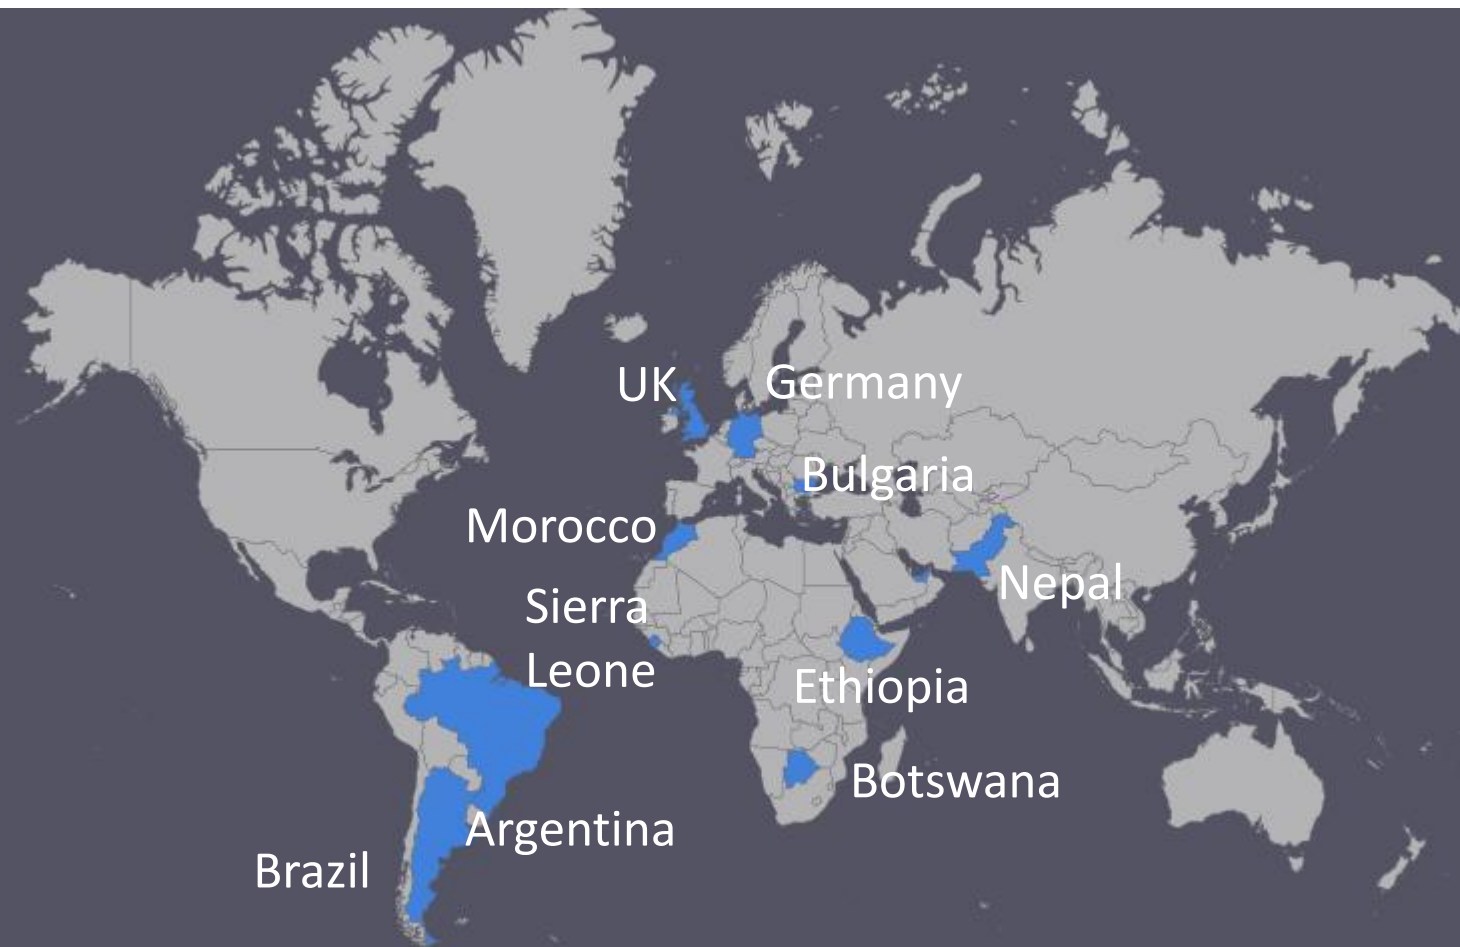 UK
Germany
Bulgaria
Morocco
Nepal
Sierra
Leone
Ethiopia
Botswana
Argentina
Brazil